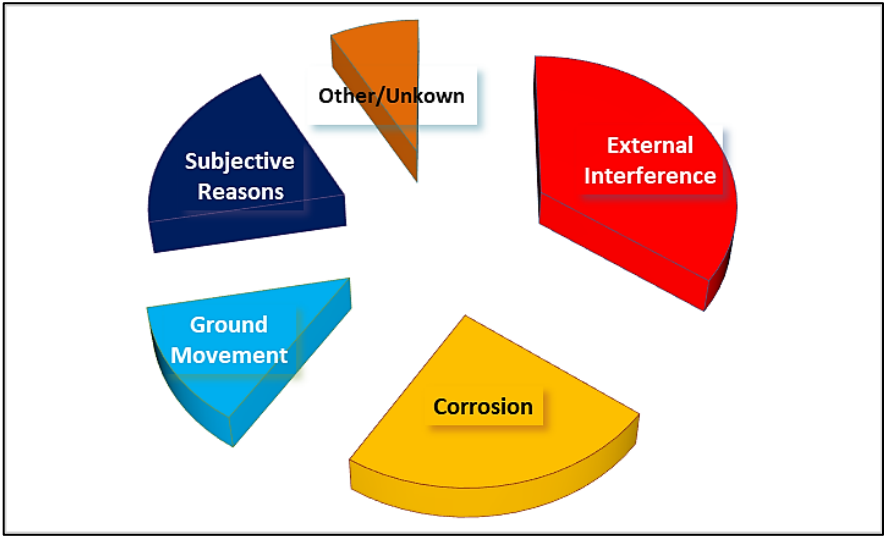 Other/Unkown
External
Interference
Subjective
Reasons
Ground
Movement
Corrosion